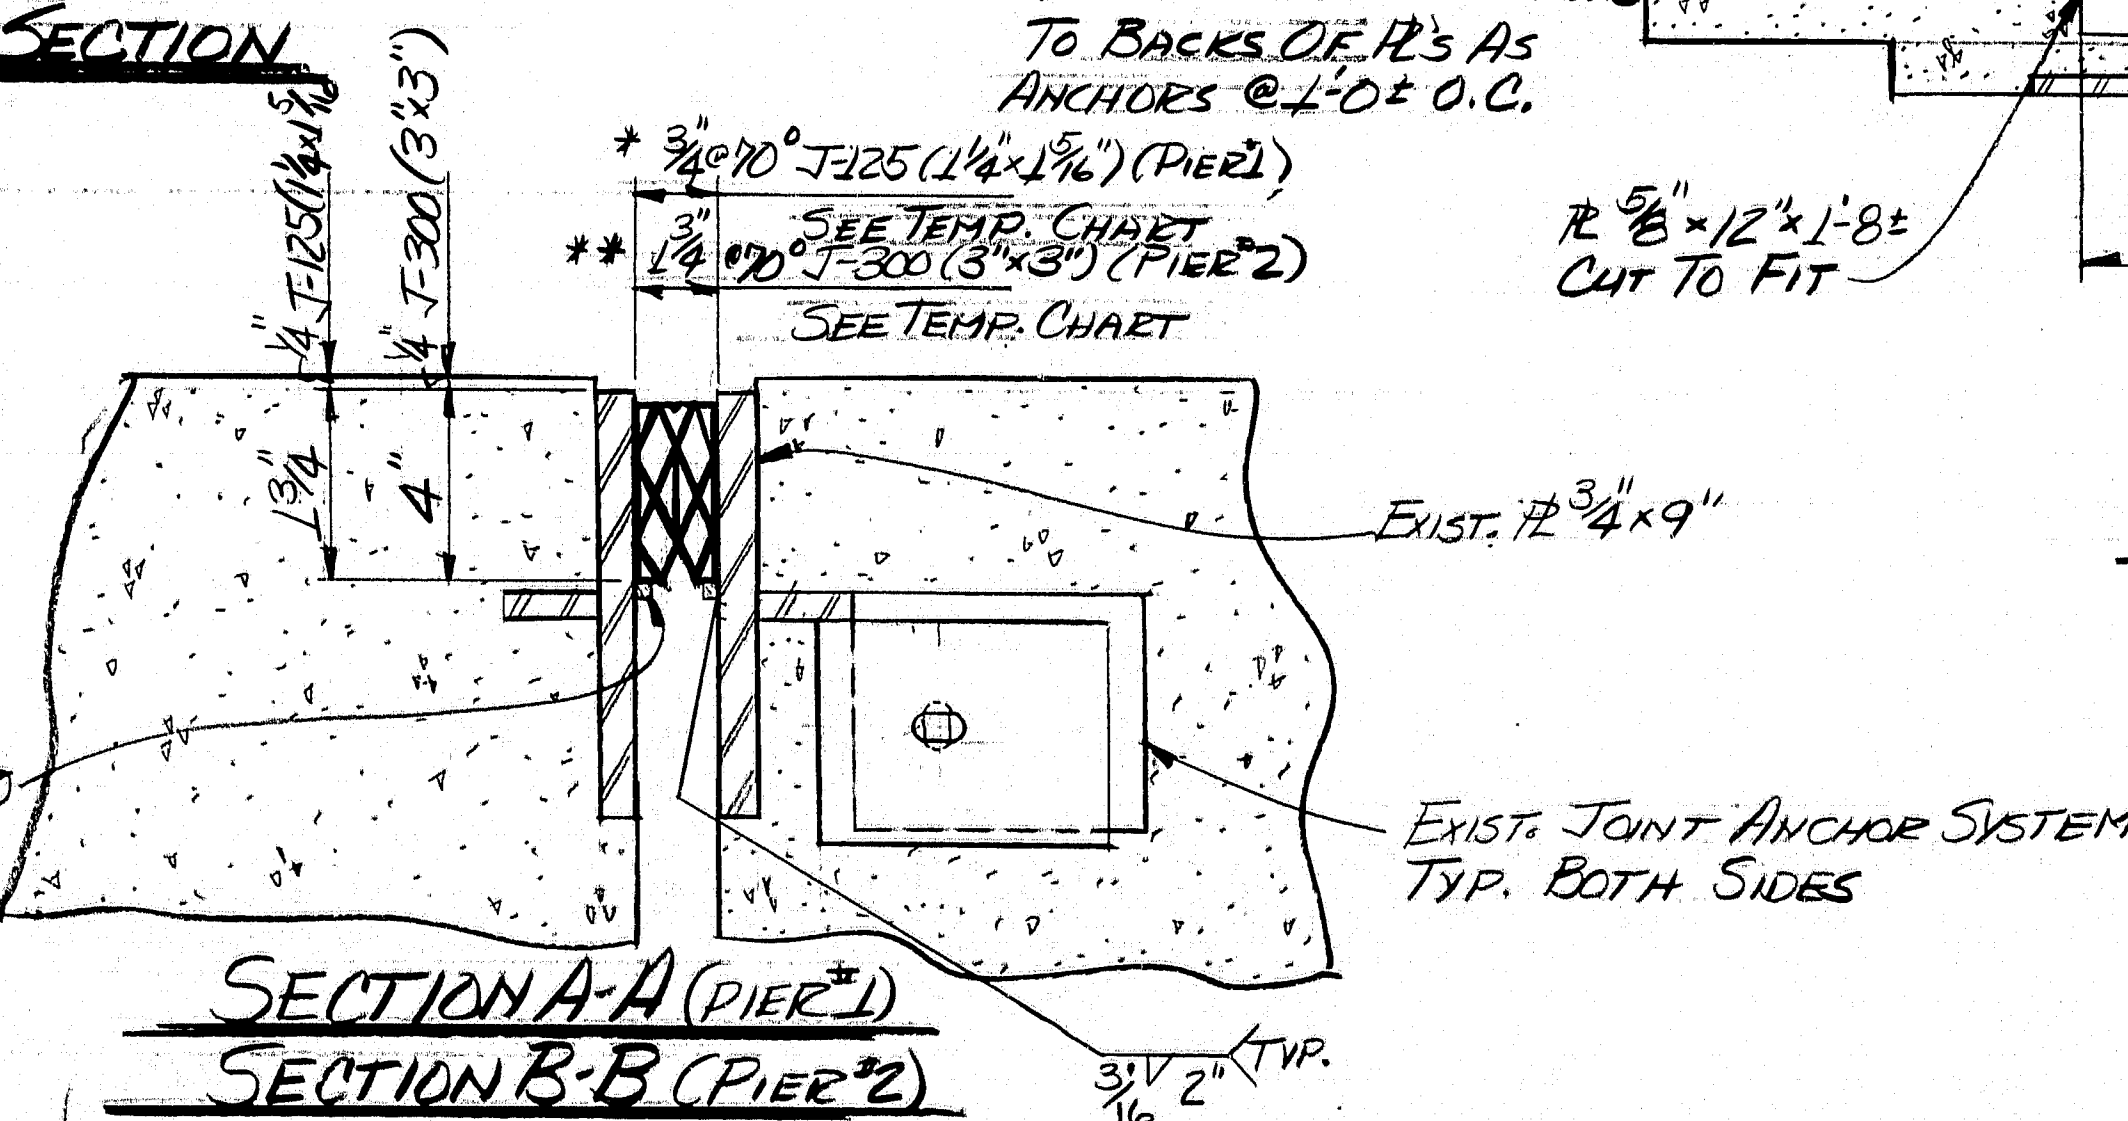 SECTION
TO BACKS OF PL's AS
ANCHORS @ 1'-0± O.C.
* 3/4" @ 70° J-125 (1 1/4" x 1 5/16") (PIER #1)
SEE TEMP. CHART
** 1 3/4" @ 70° J-300 (3" x 3") (PIER #2)
SEE TEMP. CHART
1/4" J-125 (1 1/4" x 1 5/16
1/4" J-300 (3" x 3")
1 3/4"
4"
PL 5/8" x 12" x 1'-8±
CUT TO FIT
EXIST. PL 3/4" x 9"
EXIST. JOINT ANCHOR SYSTEM
TYP. BOTH SIDES
SECTION A-A (PIER #1)
SECTION B-B (PIER #2)
3/16 2" TYP.